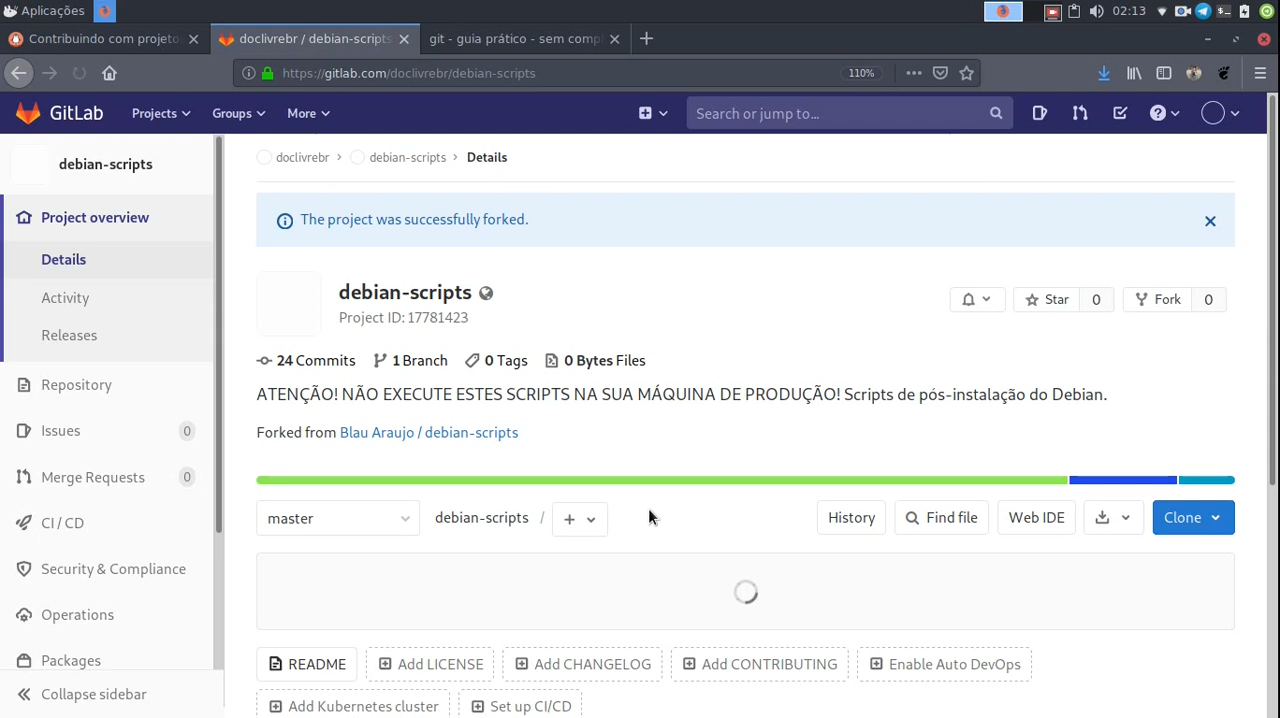 Aplicações
02:13
Contribuindo com projeto
doclivrebr / debian-scripts
git - guia prático - sem comp
https://gitlab.com/doclivrebr/debian-scripts
110%
GitLab
Projects
Groups
More
Search or jump to...
debian-scripts
Project overview
Details
Activity
Releases
Repository
Issues 0
Merge Requests 0
CI / CD
Security & Compliance
Operations
Packages
Collapse sidebar
doclivrebr > debian-scripts > Details
The project was successfully forked.
debian-scripts
Project ID: 17781423
Star 0
Fork 0
24 Commits 1 Branch 0 Tags 0 Bytes Files
ATENÇÃO! NÃO EXECUTE ESTES SCRIPTS NA SUA MÁQUINA DE PRODUÇÃO! Scripts de pós-instalação do Debian.
Forked from Blau Araujo / debian-scripts
master
debian-scripts / +
History
Find file
Web IDE
Clone
README
Add LICENSE
Add CHANGELOG
Add CONTRIBUTING
Enable Auto DevOps
Add Kubernetes cluster
Set up CI/CD